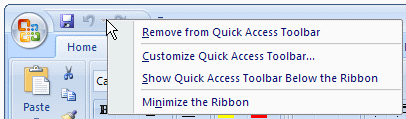 Remove from Quick Access Toolbar
Home
Customize Quick Access Toolbar...
Show Quick Access Toolbar Below the Ribbon
Minimize the Ribbon
Paste